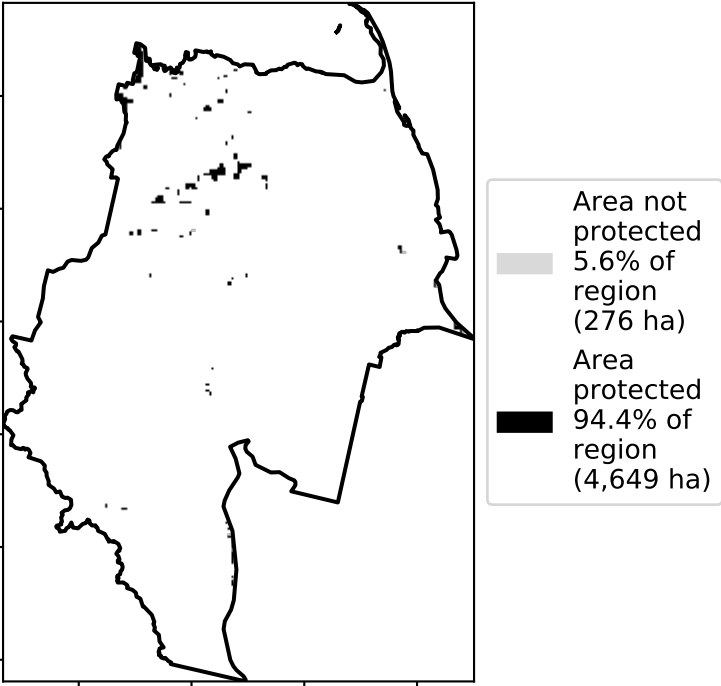 Area not
protected
5.6% of
region
(276 ha)
Area
protected
94.4% of
region
(4,649 ha)